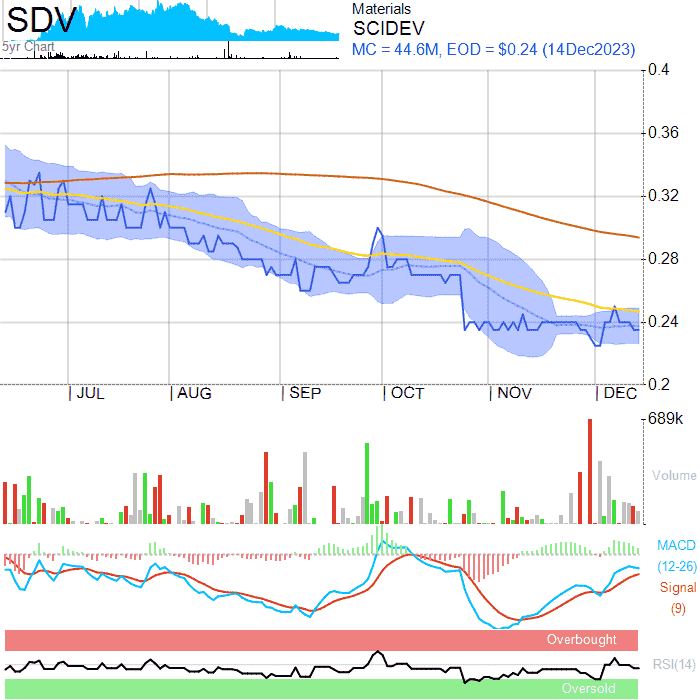 SDV
5yr Chart
Materials
SCIDEV
MC = 44.6M, EOD = $0.24 (14Dec2023)
0.4
0.36
0.32
0.28
0.24
0.2
JUL AUG SEP OCT NOV DEC
689k
Volume
MACD
(12-26)
Signal
(9)
Overbought
RSI(14)
Oversold